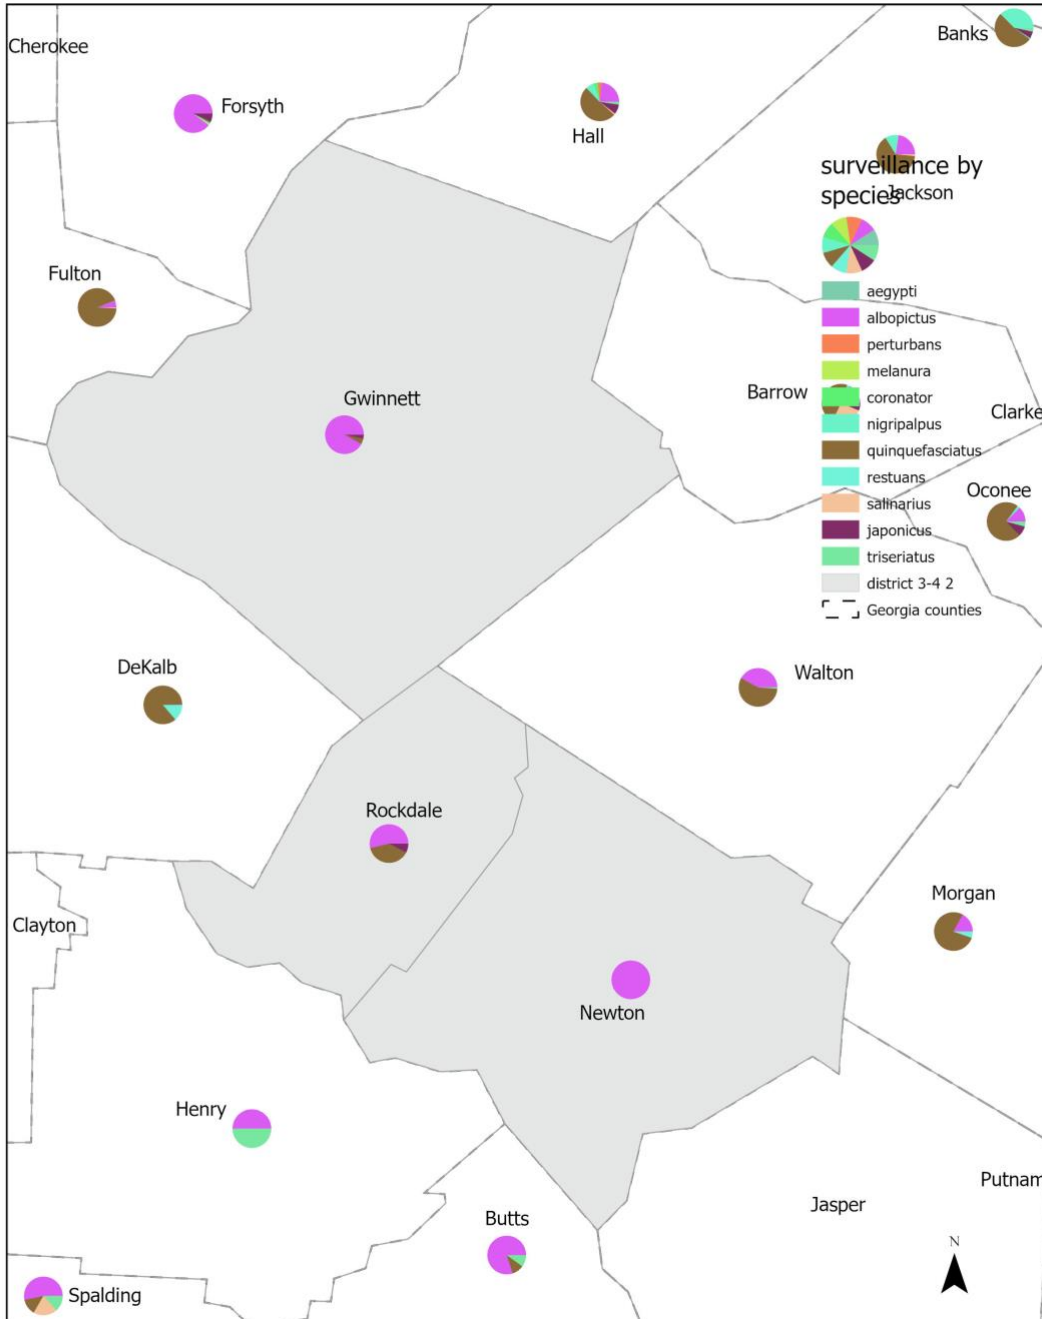 Cherokee
Banks
Forsyth
Hall
surveillance by
species
Jackson
Fulton
aegypti
albopictus
perturbans
melanura
coronator
nigripalpus
quinquefasciatus
restuans
salinarius
japonicus
triseriatus
district 3-4 2
Georgia counties
Gwinnett
Barrow
Clarke
Oconee
DeKalb
Walton
Rockdale
Morgan
Clayton
Newton
Henry
Putnam
Jasper
Butts
N
Spalding